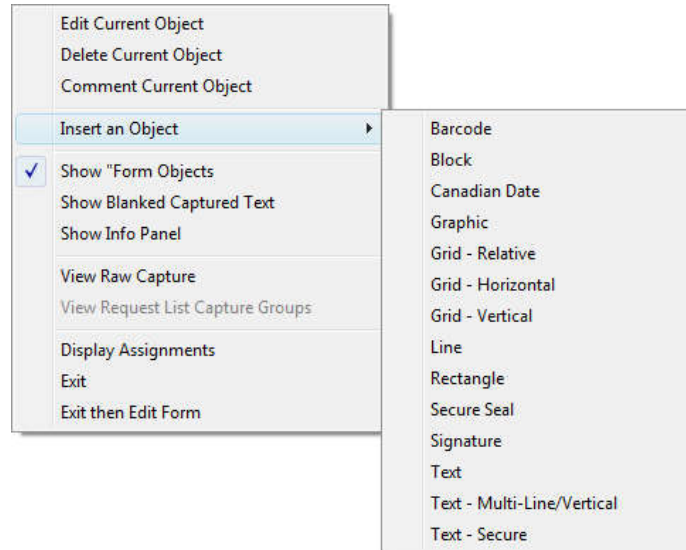 Edit Current Object
Delete Current Object
Comment Current Object
Insert an Object
Show "Form Objects
Show Blanked Captured Text
Show Info Panel
View Raw Capture
View Request List Capture Groups
Display Assignments
Exit
Exit then Edit Form
Barcode
Block
Canadian Date
Graphic
Grid - Relative
Grid - Horizontal
Grid - Vertical
Line
Rectangle
Secure Seal
Signature
Text
Text - Multi-Line/Vertical
Text - Secure